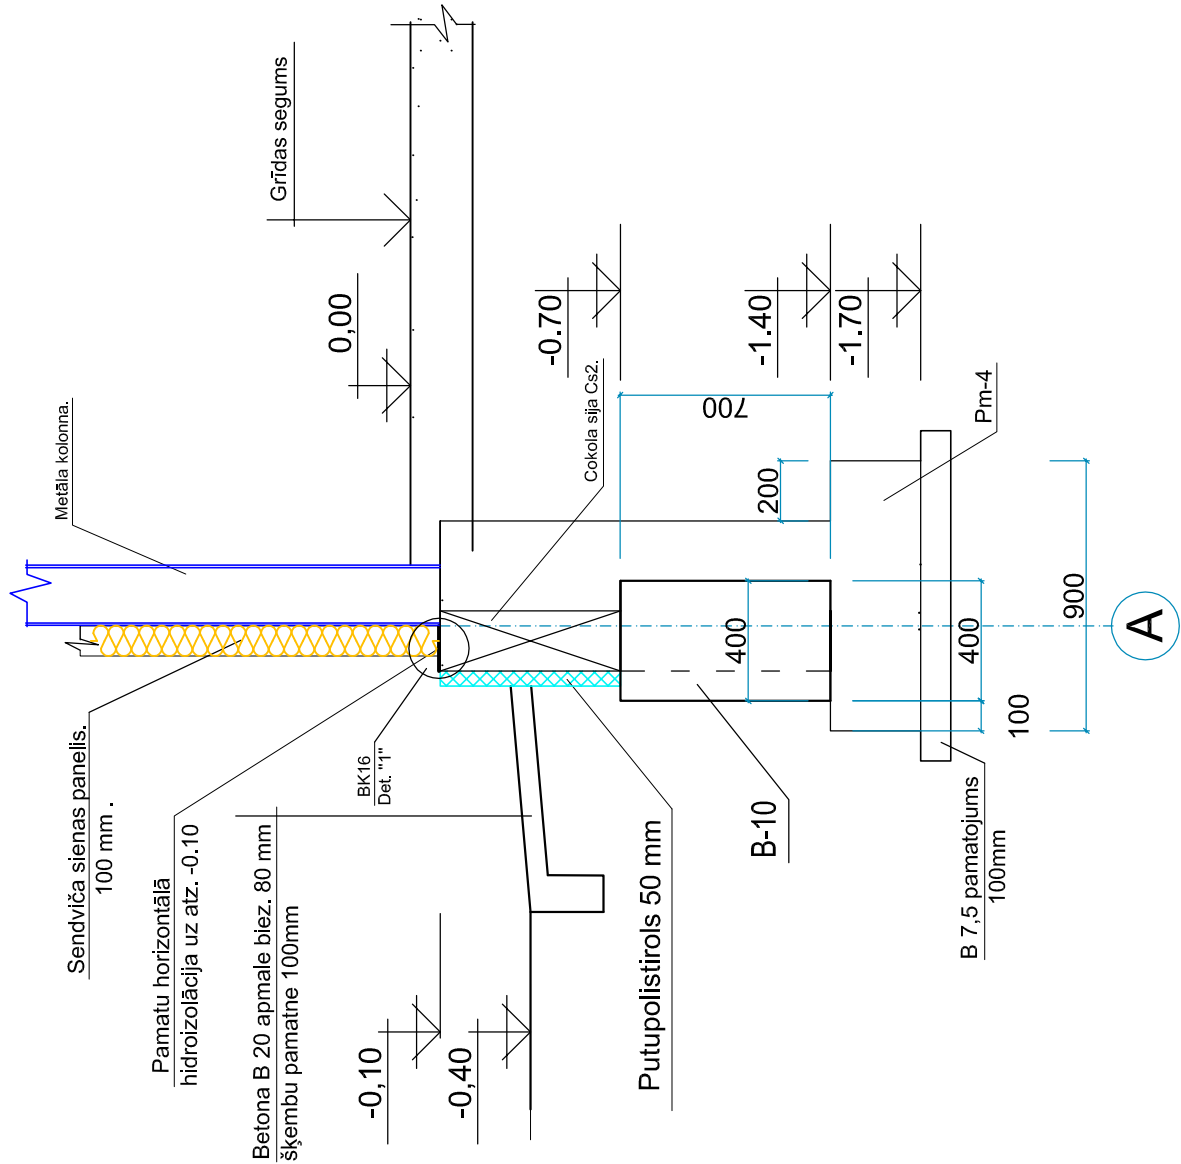 Metāla kolonna.
Grīdas segums
0,00
Sendviča sienas panelis.
100 mm .
Pamatu horizontālā
hidroizolācija uz atz. -0.10
Betona B 20 apmale biez. 80 mm
šķembu pamatne 100mm
BK16
Det. "1"
Cokola sija Cs2.
-0,10
-0,40
-0.70
-1.40
-1.70
Putupolistirols 50 mm
B-10
B 7,5 pamatojums
100mm
Pm-4
700
200
400
400
100
900
A